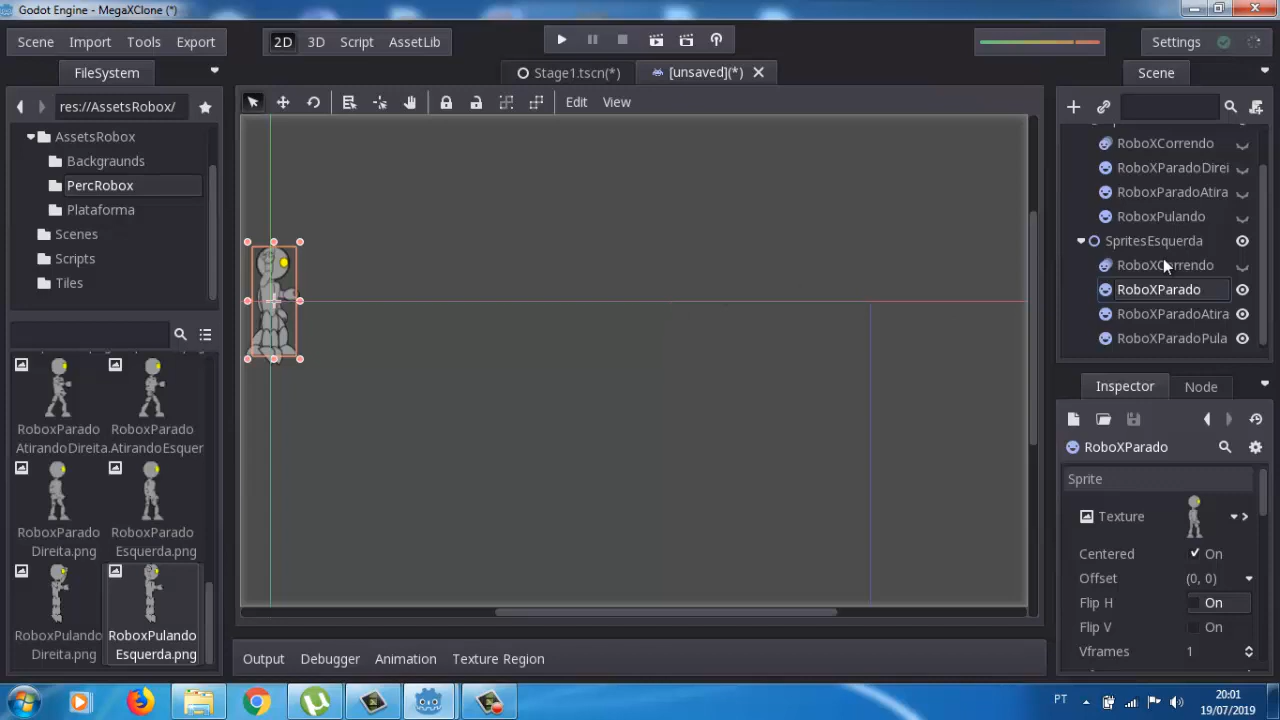 Godot Engine - MegaXClone (*)
Scene Import Tools Export
2D 3D Script AssetLib
Settings
FileSystem
Stage1.tscn(*)
[unsaved](*)
Scene
res://AssetsRobox/
Edit View
AssetsRobox
Backgraunds
PercRobox
Plataforma
Scenes
Scripts
Tiles
RoboxParado
AtirandoDireita.
RoboxParado
AtirandoEsquer
RoboxParado
Direita.png
RoboxParado
Esquerda.png
RoboxPulando
Direita.png
RoboxPulando
Esquerda.png
RoboXCorrendo
RoboXParadoDirei
RoboxParadoAtira
RoboxPulando
SpritesEsquerda
RoboXCorrendo
RoboXParado
RoboXParadoAtira
RoboXParadoPula
Inspector Node
RoboXParado
Sprite
Texture
Centered On
Offset (0, 0)
Flip H On
Flip V On
Vframes 1
Output Debugger Animation Texture Region
PT
20:01
19/07/2019